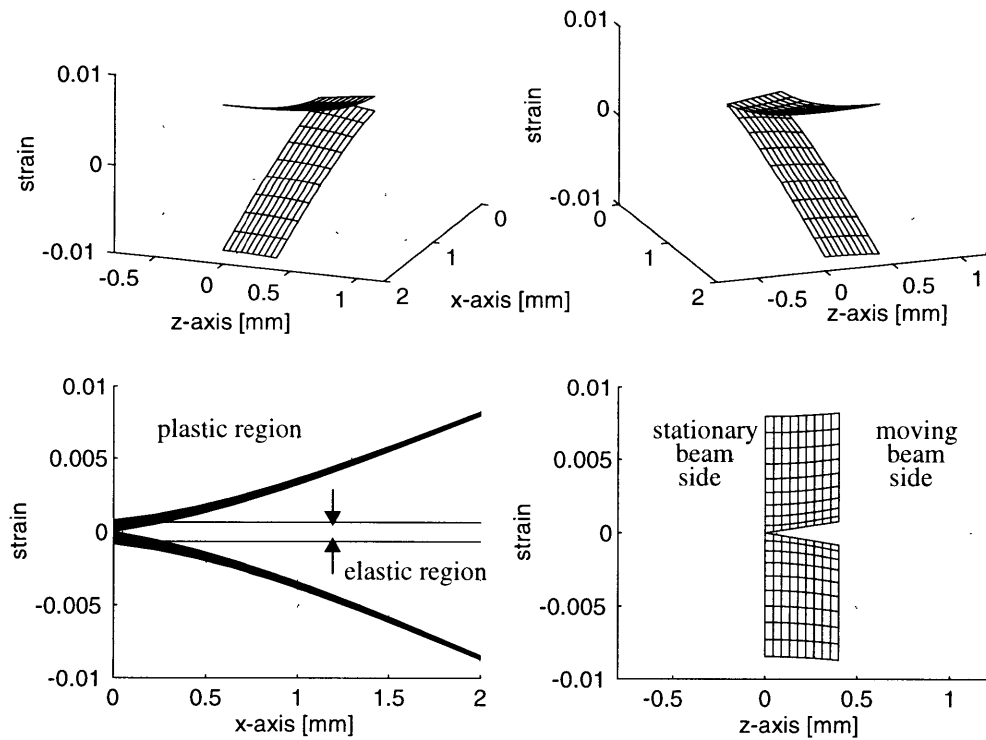 0.01
strain
0
-0.01
-0.5
0
0.5
1
z-axis [mm]
0
1
2
x-axis [mm]
0.01
strain
0
-0.01
0
1
2
-0.5
0
0.5
1
z-axis [mm]
0.01
plastic region
0.005
strain
0
elastic region
-0.005
-0.01
0
0.5
1
1.5
2
x-axis [mm]
0.01
stationary
beam
side
moving
beam
side
0.005
strain
0
-0.005
-0.01
0
1
z-axis [mm]